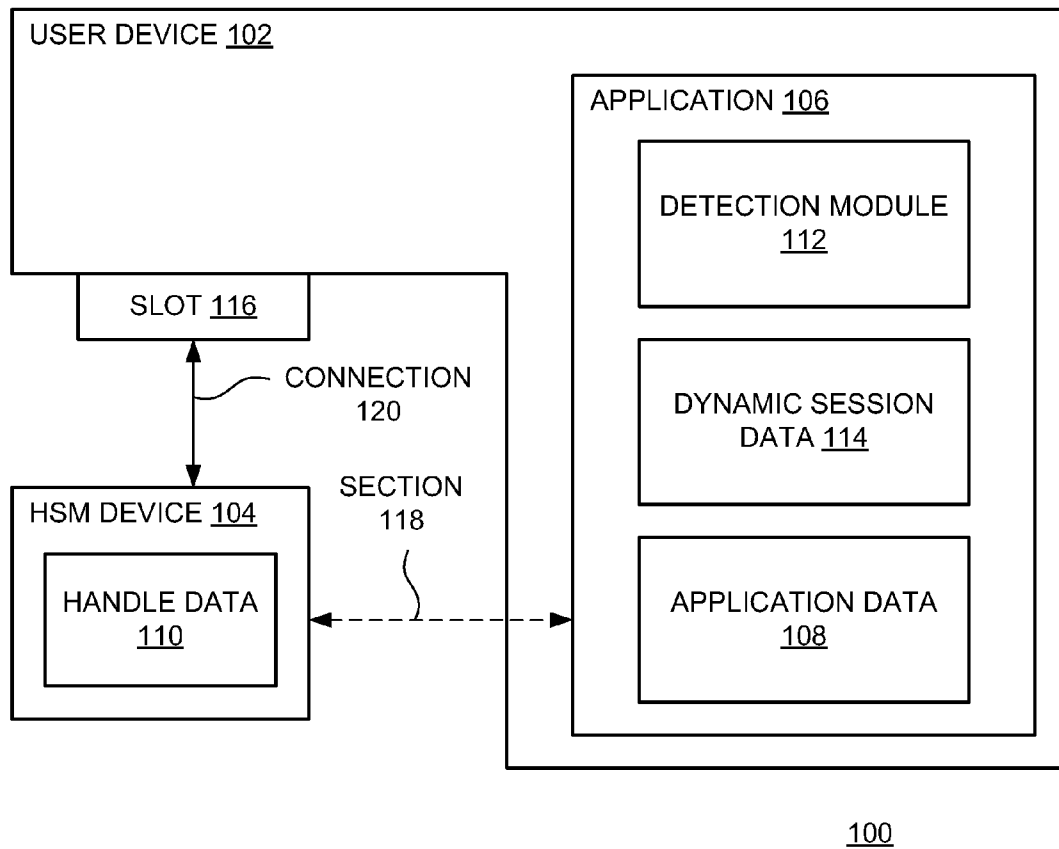 USER DEVICE 102
APPLICATION 106
DETECTION MODULE
112
SLOT 116
CONNECTION
120
DYNAMIC SESSION
DATA 114
SECTION
118
HSM DEVICE 104
HANDLE DATA
110
APPLICATION DATA
108
100